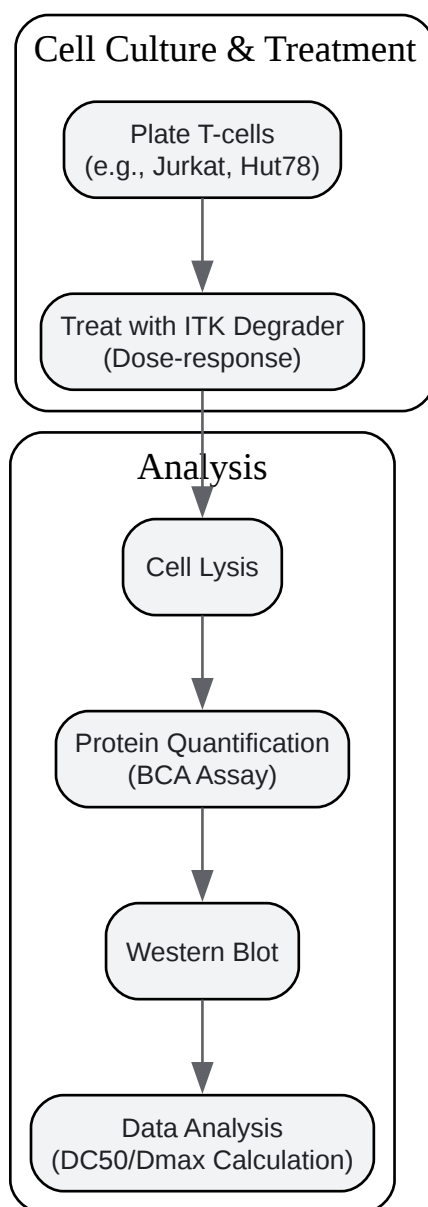 Cell Culture & Treatment
Plate T-cells
(e.g., Jurkat, Hut78)
Treat with ITK Degrader
(Dose-response)
Analysis
Cell Lysis
Protein Quantification
(BCA Assay)
Western Blot
Data Analysis
(DC50/Dmax Calculation)